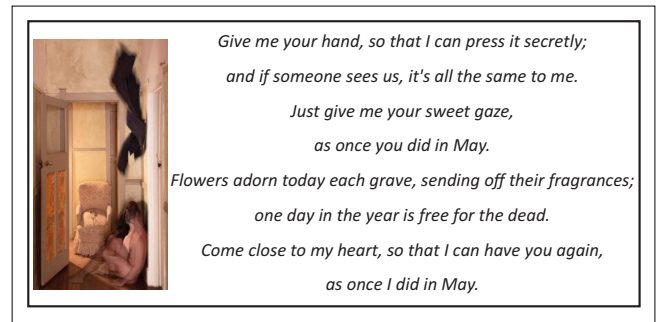 Give me your hand, so that I can press it secretly;
and if someone sees us, it's all the same to me.
Just give me your sweet gaze,
as once you did in May.
Flowers adorn today each grave, sending off their fragrances;
one day in the year is free for the dead.
Come close to my heart, so that I can have you again,
as once I did in May.